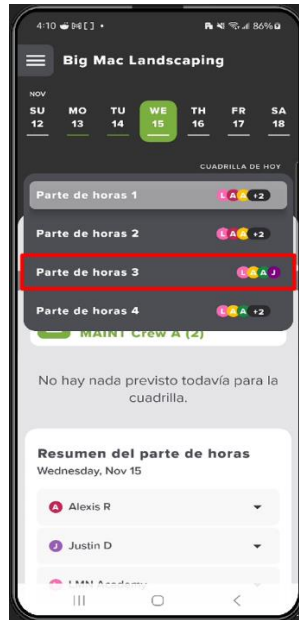 4:10
86%
Big Mac Landscaping
NOV
SU MO TU WE TH FR SA
12 13 14 15 16 17 18
CUADRILLA DE HOY
Parte de horas 1 L A A +2
Parte de horas 2 L A A +2
Parte de horas 3 L A A J
Parte de horas 4 L A A +2
MAINT Crew A (2)
No hay nada previsto todavía para la
cuadrilla.
Resumen del parte de horas
Wednesday, Nov 15
A Alexis R
J Justin D
LMN Academy